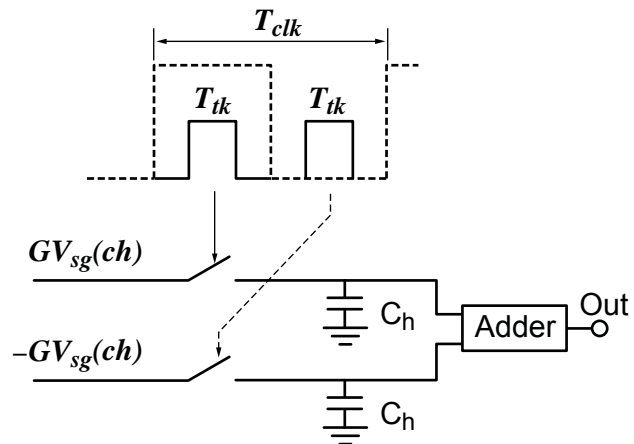 T_clk
T_tk T_tk
GV_sg(ch)
C_h
Out
Adder
–GV_sg(ch)
C_h